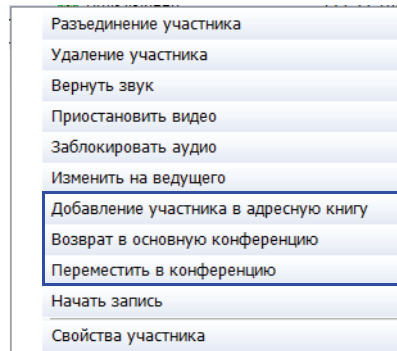 Разъединение участника
Удаление участника
Вернуть звук
Приостановить видео
Заблокировать аудио
Изменить на ведущего
Добавление участника в адресную книгу
Возврат в основную конференцию
Переместить в конференцию
Начать запись
Свойства участника